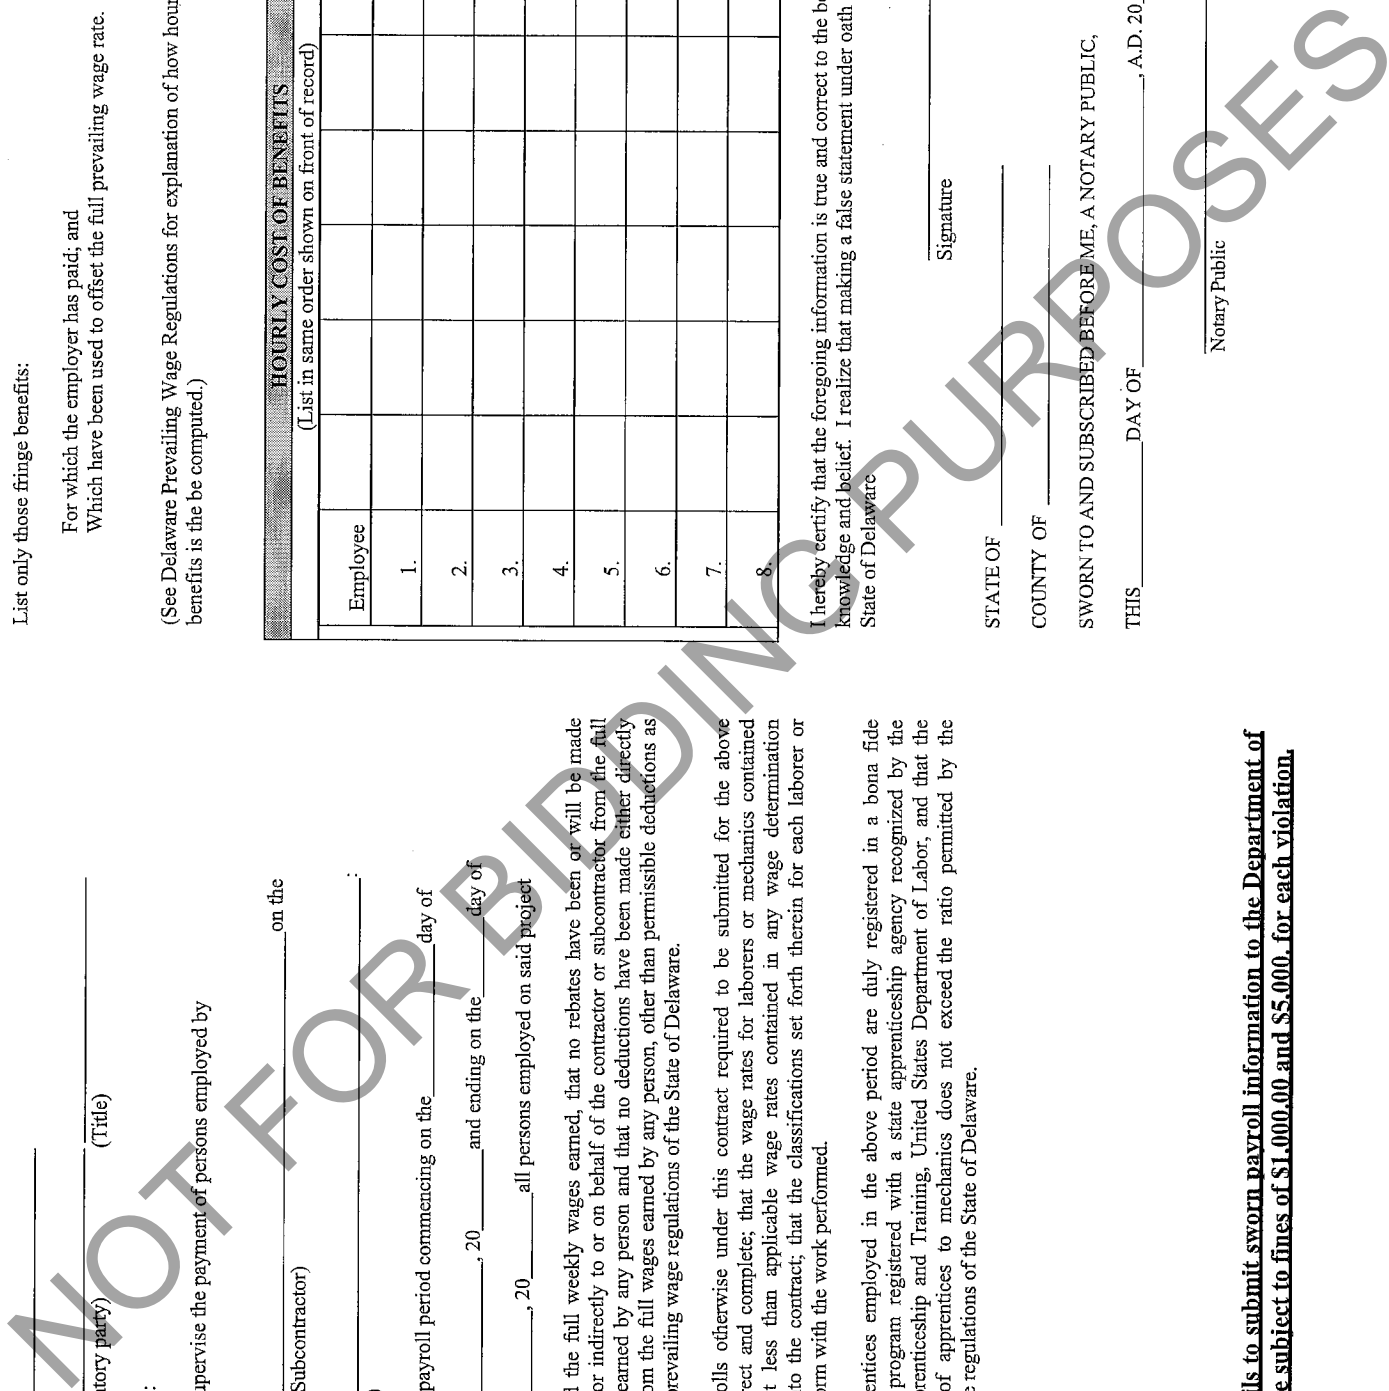 (Title)
tory party)
:
upervise the payment of persons employed by
on the
Subcontractor)
:
payroll period commencing on the______day of
______, 20______and ending on the______day of
, 20______all persons employed on said project
d the full weekly wages earned, that no rebates have been or will be made
or indirectly to or on behalf of the contractor or subcontractor from the full
earned by any person and that no deductions have been made either directly
om the full wages earned by any person, other than permissible deductions as
revailing wage regulations of the State of Delaware.
olls otherwise under this contract required to be submitted for the above
rect and complete; that the wage rates for laborers or mechanics contained
t less than applicable wage rates contained in any wage determination
to the contract; that the classifications set forth therein for each laborer or
orm with the work performed.
entices employed in the above period are duly registered in a bona fide
program registered with a state apprenticeship agency recognized by the
renticeship and Training, United States Department of Labor, and that the
of apprentices to mechanics does not exceed the ratio permitted by the
e regulations of the State of Delaware.
ls to submit sworn payroll information to the Department of
e subject to fines of $1,000.00 and $5,000. for each violation.
List only those fringe benefits:
For which the employer has paid; and
Which have been used to offset the full prevailing wage rate.
(See Delaware Prevailing Wage Regulations for explanation of how hour
benefits is the be computed.)
HOURLY COST OF BENEFITS
(List in same order shown on front of record)
Employee
1.
2.
3.
4.
5.
6.
7.
8.
I hereby certify that the foregoing information is true and correct to the be
knowledge and belief. I realize that making a false statement under oath
State of Delaware
Signature
STATE OF
COUNTY OF
SWORN TO AND SUBSCRIBED BEFORE ME, A NOTARY PUBLIC,
THIS______DAY OF______, A.D. 20_
Notary Public
NOT FOR BIDDING PURPOSES